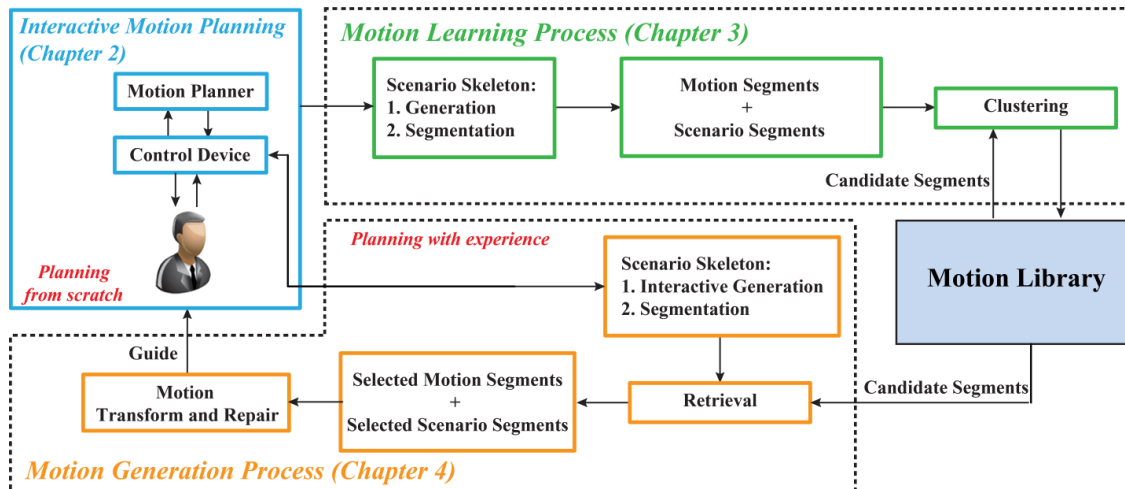 Interactive Motion Planning
(Chapter 2)
Motion Planner
Control Device
Planning
from scratch
Motion Learning Process (Chapter 3)
Scenario Skeleton:
1. Generation
2. Segmentation
Motion Segments
+
Scenario Segments
Clustering
Candidate Segments
Motion Library
Planning with experience
Scenario Skeleton:
1. Interactive Generation
2. Segmentation
Candidate Segments
Retrieval
Selected Motion Segments
+
Selected Scenario Segments
Guide
Motion
Transform and Repair
Motion Generation Process (Chapter 4)